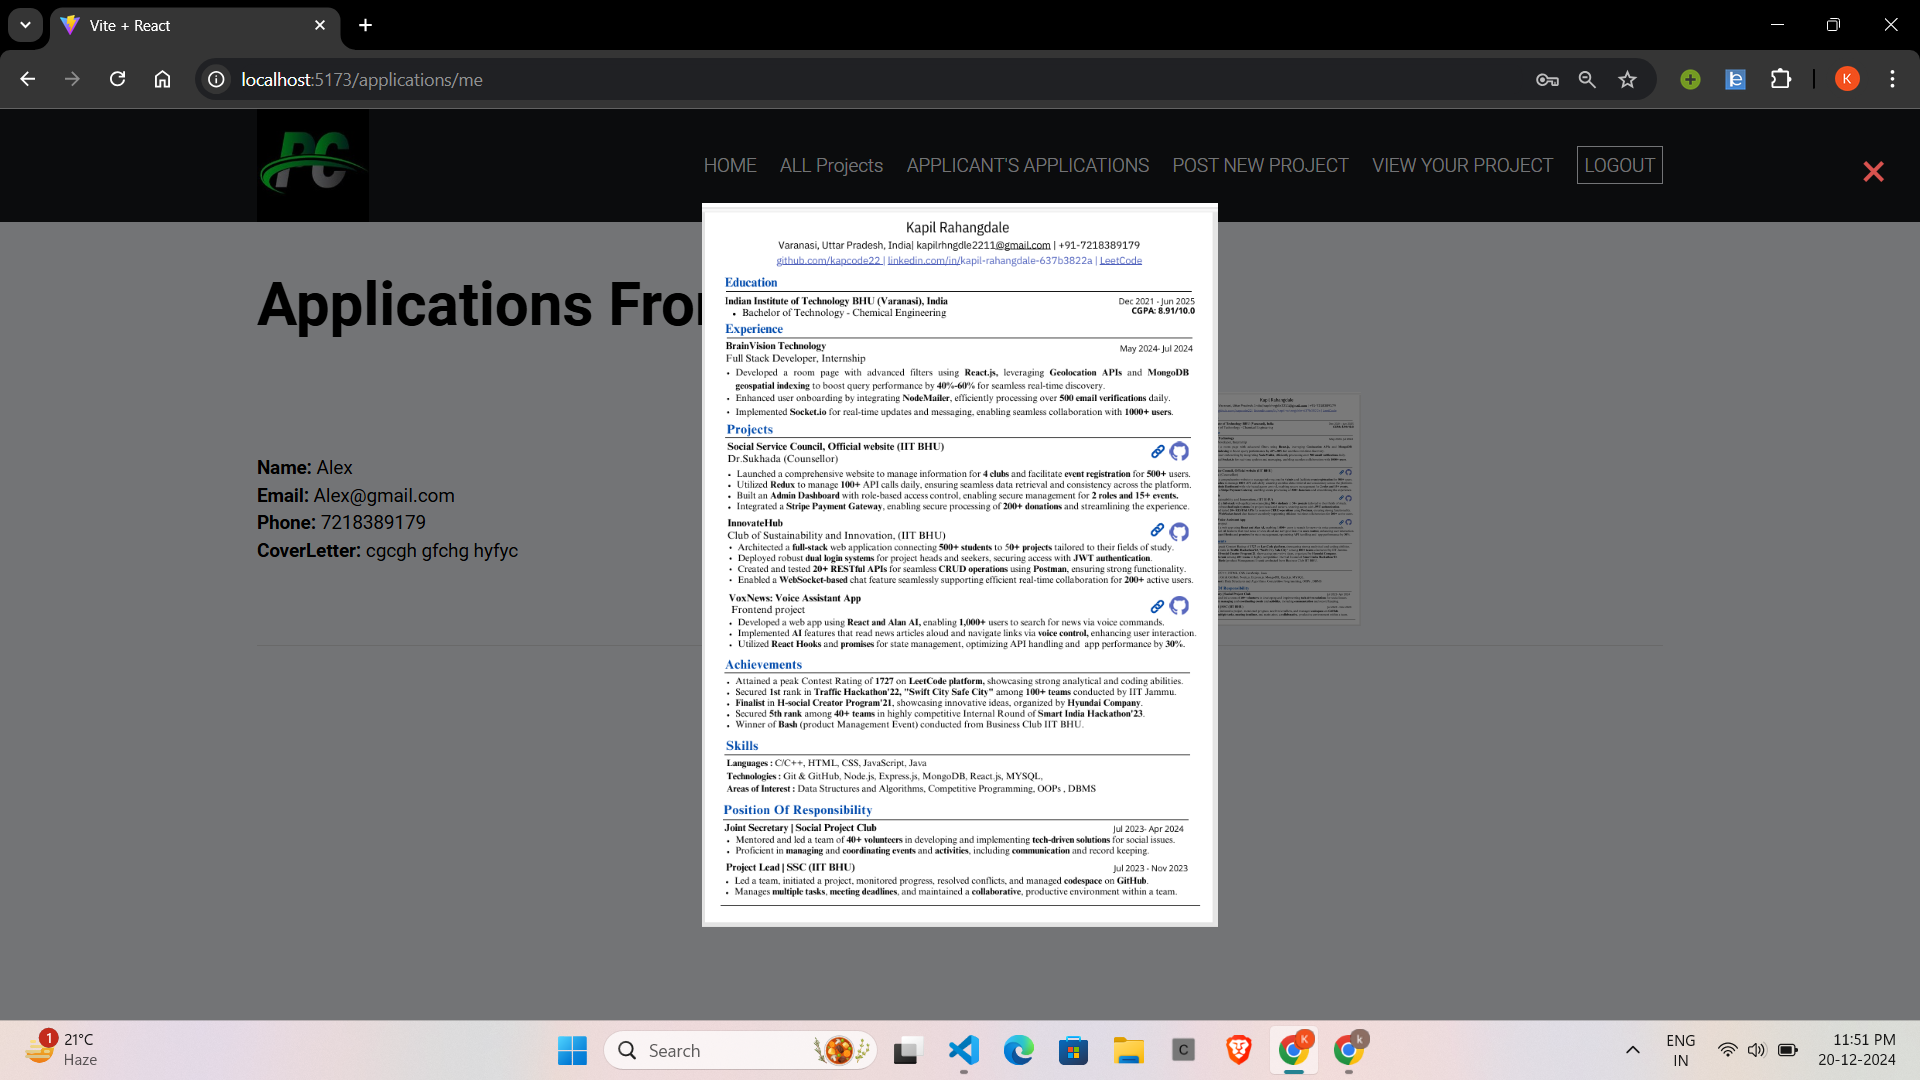 Vite + React
localhost:5173/applications/me
K
PC
HOME ALL Projects APPLICANT'S APPLICATIONS POST NEW PROJECT VIEW YOUR PROJECT LOGOUT
Applications Fro
Name: Alex
Email: Alex@gmail.com
Phone: 7218389179
CoverLetter: cgcgh gfchg hyfyc
Kapil Rahangdale
Varanasi, Uttar Pradesh, India| kapilrhngdle2211@gmail.com | +91-7218389179
github.com/kapcode22 | linkedin.com/in/kapil-rahangdale-637b3822a | LeetCode
Education
Indian Institute of Technology BHU (Varanasi), India Dec 2021 - Jun 2025
• Bachelor of Technology - Chemical Engineering CGPA: 8.91/10.0
Experience
BrainVision Technology May 2024- Jul 2024
Full Stack Developer, Internship
• Developed a room page with advanced filters using React.js, leveraging Geolocation APIs and MongoDB
geospatial indexing to boost query performance by 40%-60% for seamless real-time discovery.
• Enhanced user onboarding by integrating NodeMailer, efficiently processing over 500 email verifications daily.
• Implemented Socket.io for real-time updates and messaging, enabling seamless collaboration with 1000+ users.
Projects
Social Service Council, Official website (IIT BHU)
Dr.Sukhada (Counsellor)
• Launched a comprehensive website to manage information for 4 clubs and facilitate event registration for 500+ users.
• Utilized Redux to manage 100+ API calls daily, ensuring seamless data retrieval and consistency across the platform.
• Built an Admin Dashboard with role-based access control, enabling secure management for 2 roles and 15+ events.
• Integrated a Stripe Payment Gateway, enabling secure processing of 200+ donations and streamlining the experience.
InnovateHub
Club of Sustainability and Innovation, (IIT BHU)
• Architected a full-stack web application connecting 500+ students to 50+ projects tailored to their fields of study.
• Deployed robust dual login systems for project heads and seekers, securing access with JWT authentication.
• Created and tested 20+ RESTful APIs for seamless CRUD operations using Postman, ensuring strong functionality.
• Enabled a WebSocket-based chat feature seamlessly supporting efficient real-time collaboration for 200+ active users.
VoxNews: Voice Assistant App
Frontend project
• Developed a web app using React and Alan AI, enabling 1,000+ users to search for news via voice commands.
• Implemented AI features that read news articles aloud and navigate links via voice control, enhancing user interaction.
• Utilized React Hooks and promises for state management, optimizing API handling and app performance by 30%.
Achievements
• Attained a peak Contest Rating of 1727 on LeetCode platform, showcasing strong analytical and coding abilities.
• Secured 1st rank in Traffic Hackathon'22, "Swift City Safe City" among 100+ teams conducted by IIT Jammu.
• Finalist in H-social Creator Program'21, showcasing innovative ideas, organized by Hyundai Company.
• Secured 5th rank among 40+ teams in highly competitive Internal Round of Smart India Hackathon'23.
• Winner of Bash (product Management Event) conducted from Business Club IIT BHU.
Skills
Languages : C/C++, HTML, CSS, JavaScript, Java
Technologies : Git & GitHub, Node.js, Express.js, MongoDB, React.js, MYSQL,
Areas of Interest : Data Structures and Algorithms, Competitive Programming, OOPs , DBMS
Position Of Responsibility
Joint Secretary | Social Project Club Jul 2023- Apr 2024
• Mentored and led a team of 40+ volunteers in developing and implementing tech-driven solutions for social issues.
• Proficient in managing and coordinating events and activities, including communication and record keeping.
Project Lead | SSC (IIT BHU) Jul 2023 - Nov 2023
• Led a team, initiated a project, monitored progress, resolved conflicts, and managed codespace on GitHub.
• Manages multiple tasks, meeting deadlines, and maintained a collaborative, productive environment within a team.
1
21°C
Haze
Search
C
K
k
ENG
IN
11:51 PM
20-12-2024